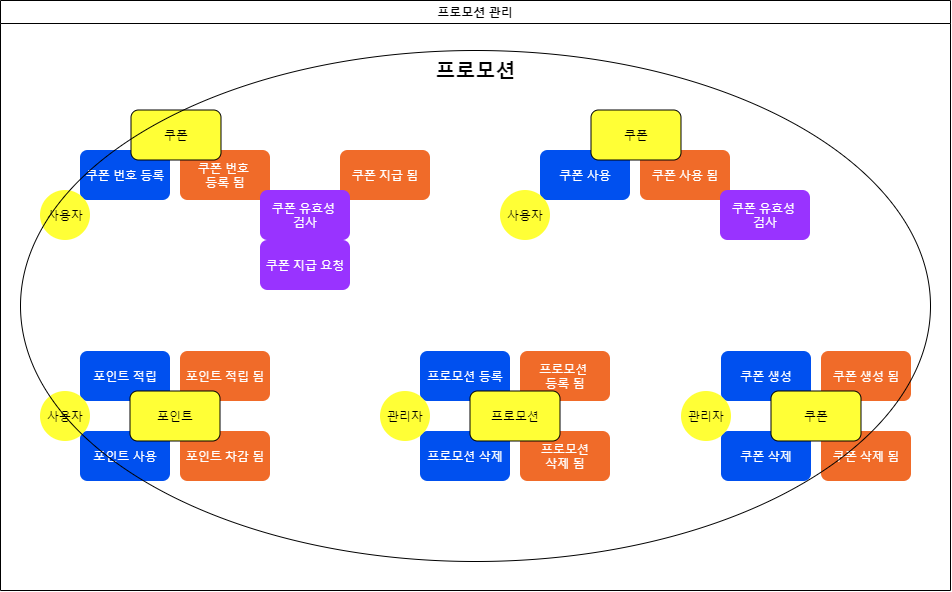 프로모션 관리
프로모션
쿠폰
쿠폰 번호 등록
쿠폰 번호
등록 됨
쿠폰 지급 됨
사용자
쿠폰 유효성
검사
쿠폰 지급 요청
쿠폰
쿠폰 사용
쿠폰 사용 됨
사용자
쿠폰 유효성
검사
포인트 적립
포인트 적립 됨
사용자
포인트
포인트 사용
포인트 차감 됨
프로모션 등록
프로모션
등록 됨
관리자
프로모션
프로모션 삭제
프로모션
삭제 됨
쿠폰 생성
쿠폰 생성 됨
관리자
쿠폰
쿠폰 삭제
쿠폰 삭제 됨